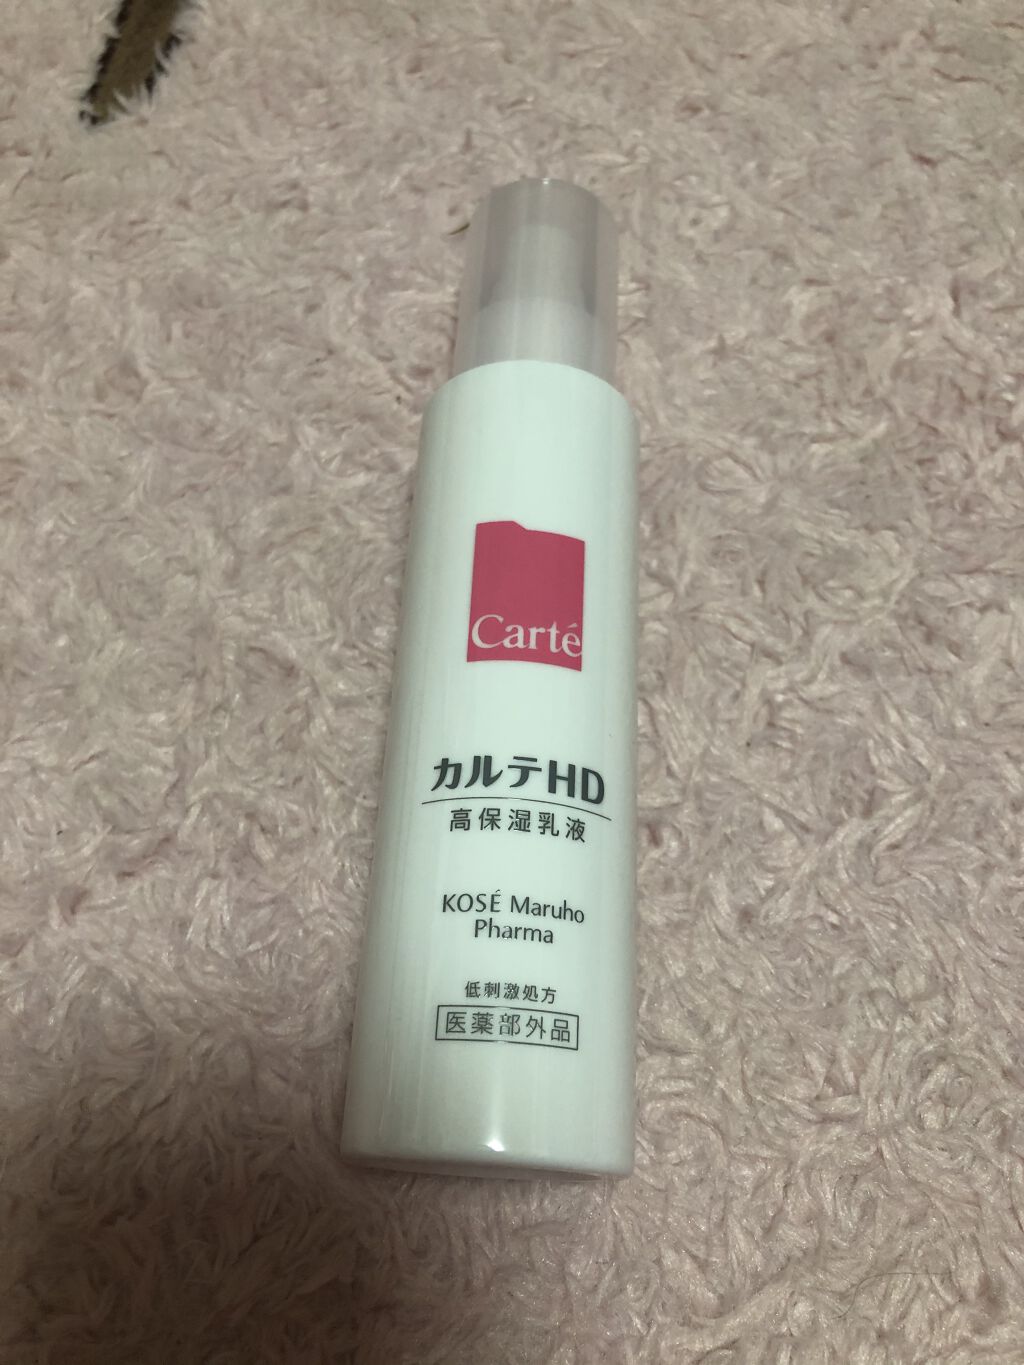 Carté
カルテHD
高保湿乳液
KOSÉ Maruho
Pharma
低刺激処方
医薬部外品